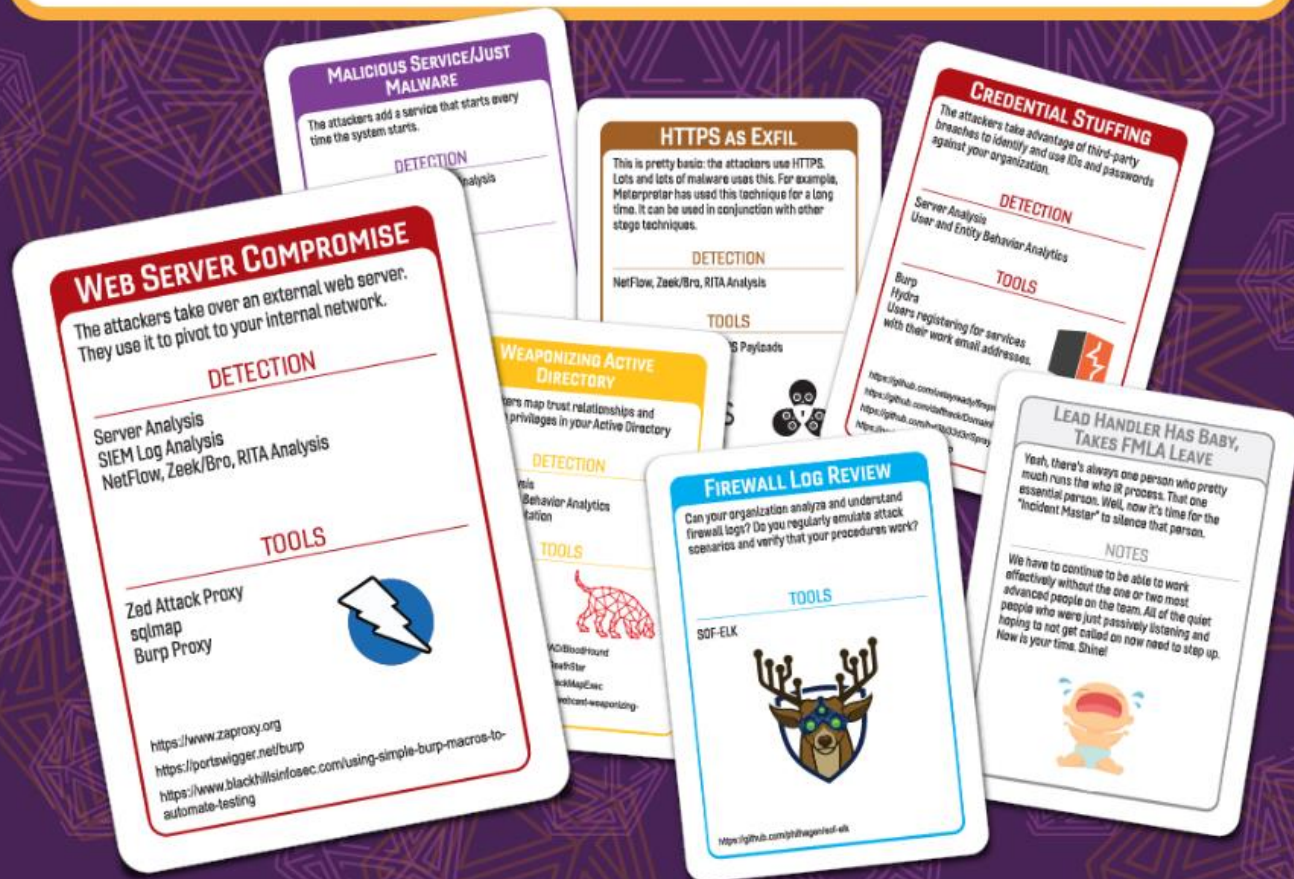 MALICIOUS SERVICE/JUST
MALWARE
The attackers add a service that starts every
time the system starts.
DETECTION
WEB SERVER COMPROMISE
The attackers take over an external web server.
They use it to pivot to your internal network.
DETECTION
Server Analysis
SIEM Log Analysis
NetFlow, Zeek/Bro, RITA Analysis
TOOLS
Zed Attack Proxy
sqlmap
Burp Proxy
https://www.zaproxy.org
https://portswigger.net/burp
https://www.blackhillsinfosec.com/using-simple-burp-macros-to-
automate-testing
HTTPS AS EXFIL
This is pretty basic: the attackers use HTTPS.
Lots and lots of malware uses this. For example,
Meterpreter has used this technique for a long
time. It can be used in conjunction with other
stego techniques.
DETECTION
NetFlow, Zeek/Bro, RITA Analysis
TOOLS
Payloads
WEAPONIZING ACTIVE
DIRECTORY
map trust relationships and
privileges in your Active Directory
DETECTION
Behavior Analytics
TOOLS
CREDENTIAL STUFFING
The attackers take advantage of third-party
breaches to identify and use IDs and passwords
against your organization.
DETECTION
Server Analysis
User and Entity Behavior Analytics
TOOLS
Burp
Hydra
Users registering for services
with their work email addresses.
FIREWALL LOG REVIEW
Can your organization analyze and understand
firewall logs? Do you regularly emulate attack
scenarios and verify that your procedures work?
TOOLS
SOF-ELK
https://github.com/philhagen/sof-elk
LEAD HANDLER HAS BABY,
TAKES FMLA LEAVE
Yeah, there's always one person who pretty
much runs the who IR process. That one
essential person. Well, now it's time for the
"Incident Master" to silence that person.
NOTES
We have to continue to be able to work
effectively without the one or two most
advanced people on the team. All of the quiet
people who were just passively listening and
hoping to not get called on now need to step up.
Now is your time. Shine!